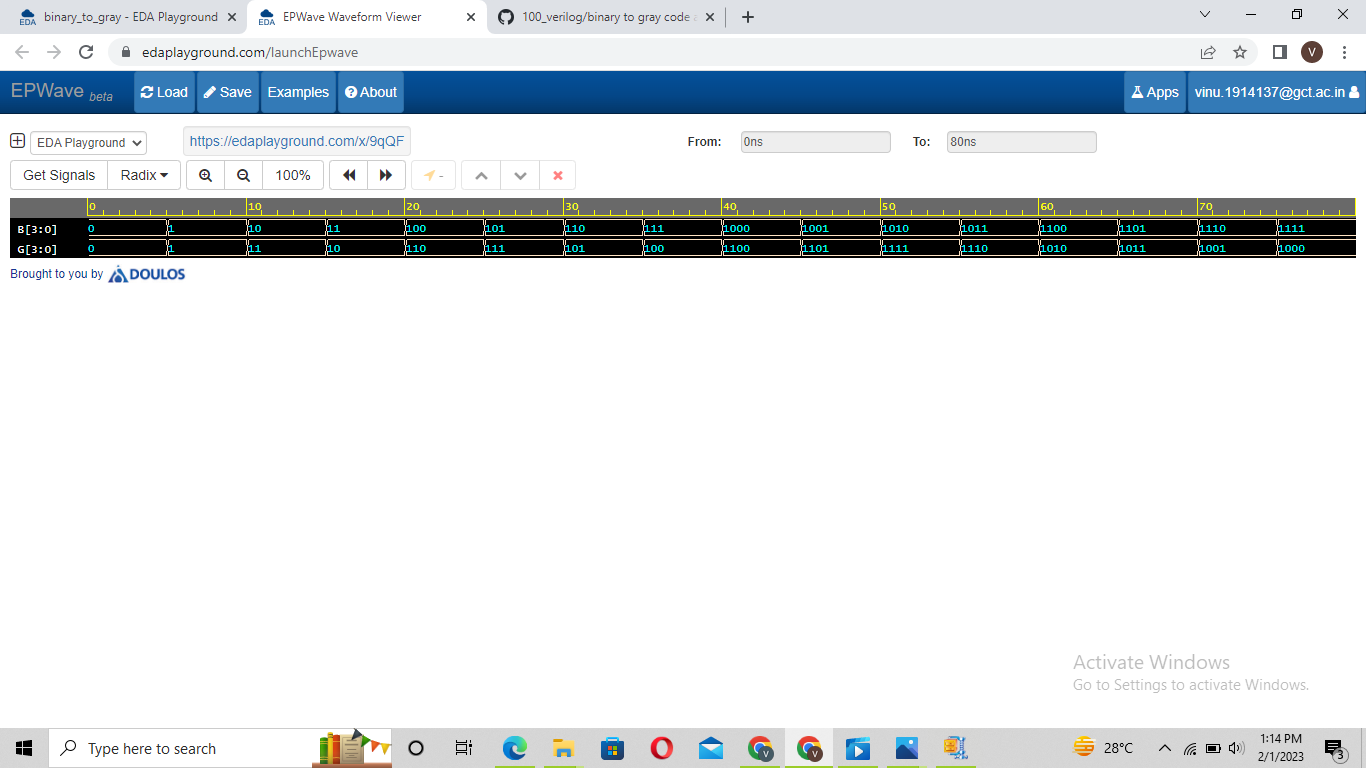 binary_to_gray - EDA Playground
EPWave Waveform Viewer
100_verilog/binary to gray code
edaplayground.com/launchEpwave
V
EPWave beta
Load
Save
Examples
About
Apps
vinu.1914137@gct.ac.in
EDA Playground
https://edaplayground.com/x/9qQF
From:
0ns
To:
80ns
Get Signals
Radix
100%
-
0 10 20 30 40 50 60 70
B[3:0] 0 1 10 11 100 101 110 111 1000 1001 1010 1011 1100 1101 1110 1111
G[3:0] 0 1 11 10 110 111 101 100 1100 1101 1111 1110 1010 1011 1001 1000
Brought to you by DOULOS
Activate Windows
Go to Settings to activate Windows.
Type here to search
28°C
1:14 PM
2/1/2023
3